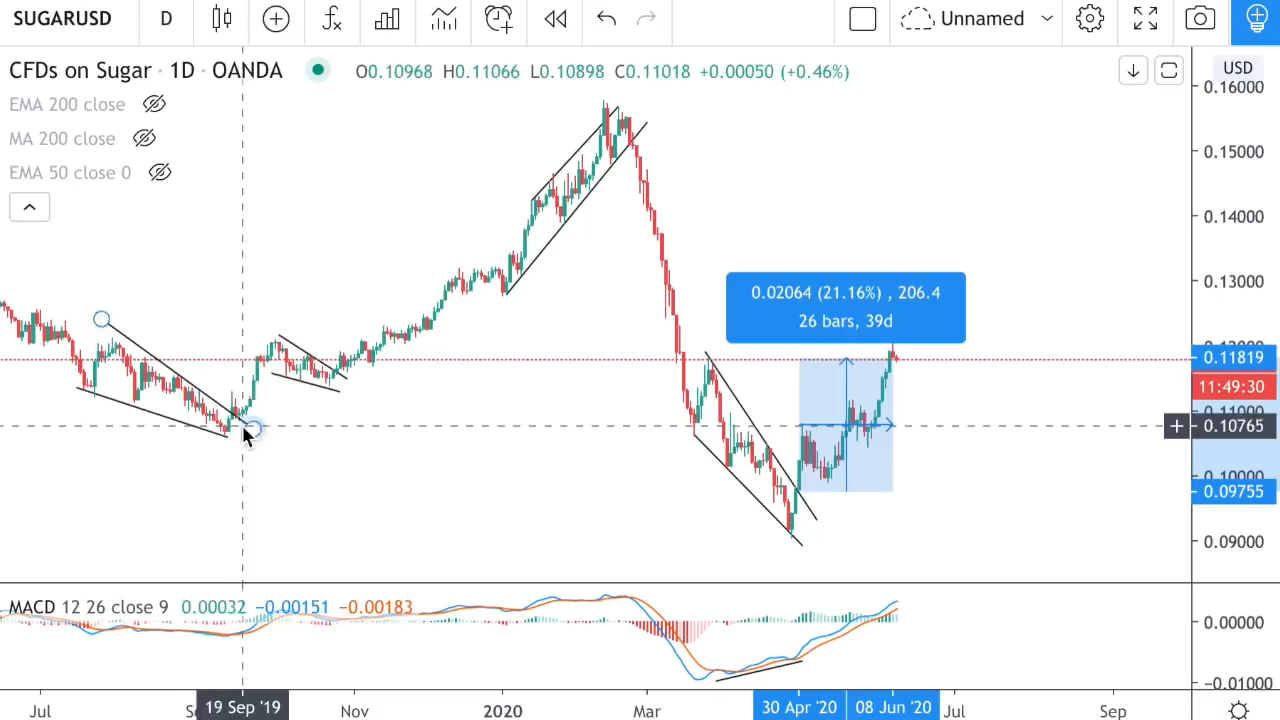 SUGARUSD D Unnamed
CFDs on Sugar · 1D · OANDA O0.10968 H0.11066 L0.10898 C0.11018 +0.00050 (+0.46%)
EMA 200 close
MA 200 close
EMA 50 close 0
USD
0.16000
0.15000
0.14000
0.13000
0.02064 (21.16%) , 206.4
26 bars, 39d
0.11819
11:49:30
0.10765
0.10000
0.09755
0.09000
MACD 12 26 close 9 0.00032 −0.00151 −0.00183
0.00000
−0.01000
Jul 19 Sep '19 Nov 2020 Mar 30 Apr '20 08 Jun '20 Jul Sep